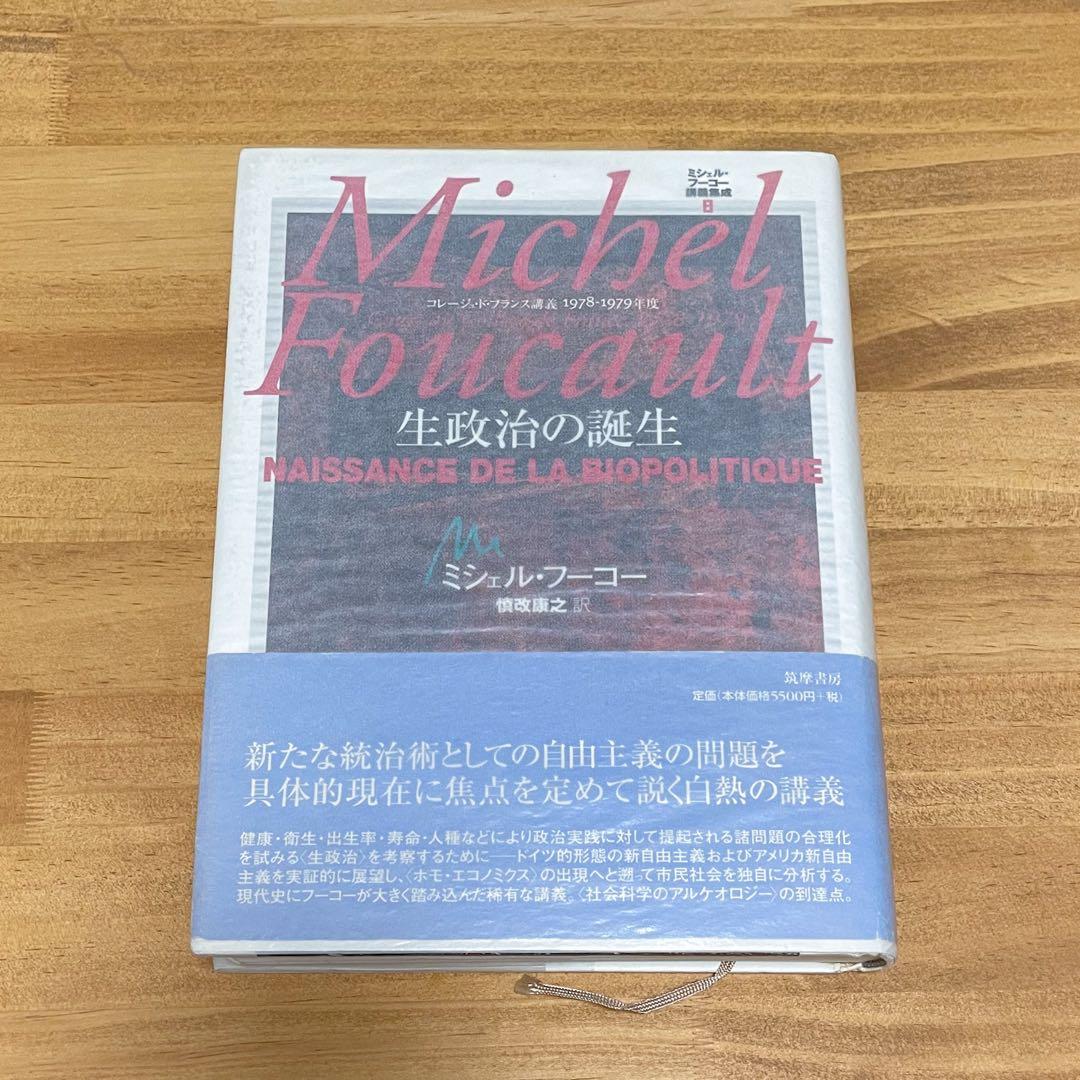 ミシェル・
フーコー
講義集成
8
Michel
コレージュ・ド・フランス講義 1978-1979年度
Foucault
生政治の誕生
NAISSANCE DE LA BIOPOLITIQUE
ミシェル・フーコー
慎改康之 訳
筑摩書房
定価(本体価格5500円+税)
新たな統治術としての自由主義の問題を
具体的現在に焦点を定めて説く白熱の講義
健康・衛生・出生率・寿命・人種などにより政治実践に対して提起される諸問題の合理化
を試みる〈生政治〉を考察するために──ドイツ的形態の新自由主義およびアメリカ新自由
主義を実証的に展望し、〈ホモ・エコノミクス〉の出現へと遡って市民社会を独自に分析する。
現代史にフーコーが大きく踏み込んだ稀有な講義。〈社会科学のアルケオロジー〉の到達点。